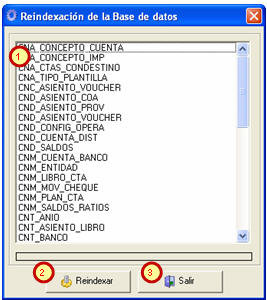 Reindexación de la Base de datos
CNA_CONCEPTO_CUENTA
CNA_CONCEPTO_IMP
CNA_CTAS_CONDESTINO
CNA_TIPO_PLANTILLA
CNC_ASIENTO_VOUCHER
CND_ASIENTO_COA
CND_ASIENTO_PROV
CND_ASIENTO_VOUCHER
CND_CONFIG_OPERA
CND_CUENTA_DIST
CND_SALDOS
CNM_CUENTA_BANCO
CNM_ENTIDAD
CNM_LIBRO_CTA
CNM_MOV_CHEQUE
CNM_PLAN_CTA
CNM_SALDOS_RATIOS
CNT_ANIO
CNT_ASIENTO_LIBRO
CNT_BANCO
1
2
3
Reindexar
Salir